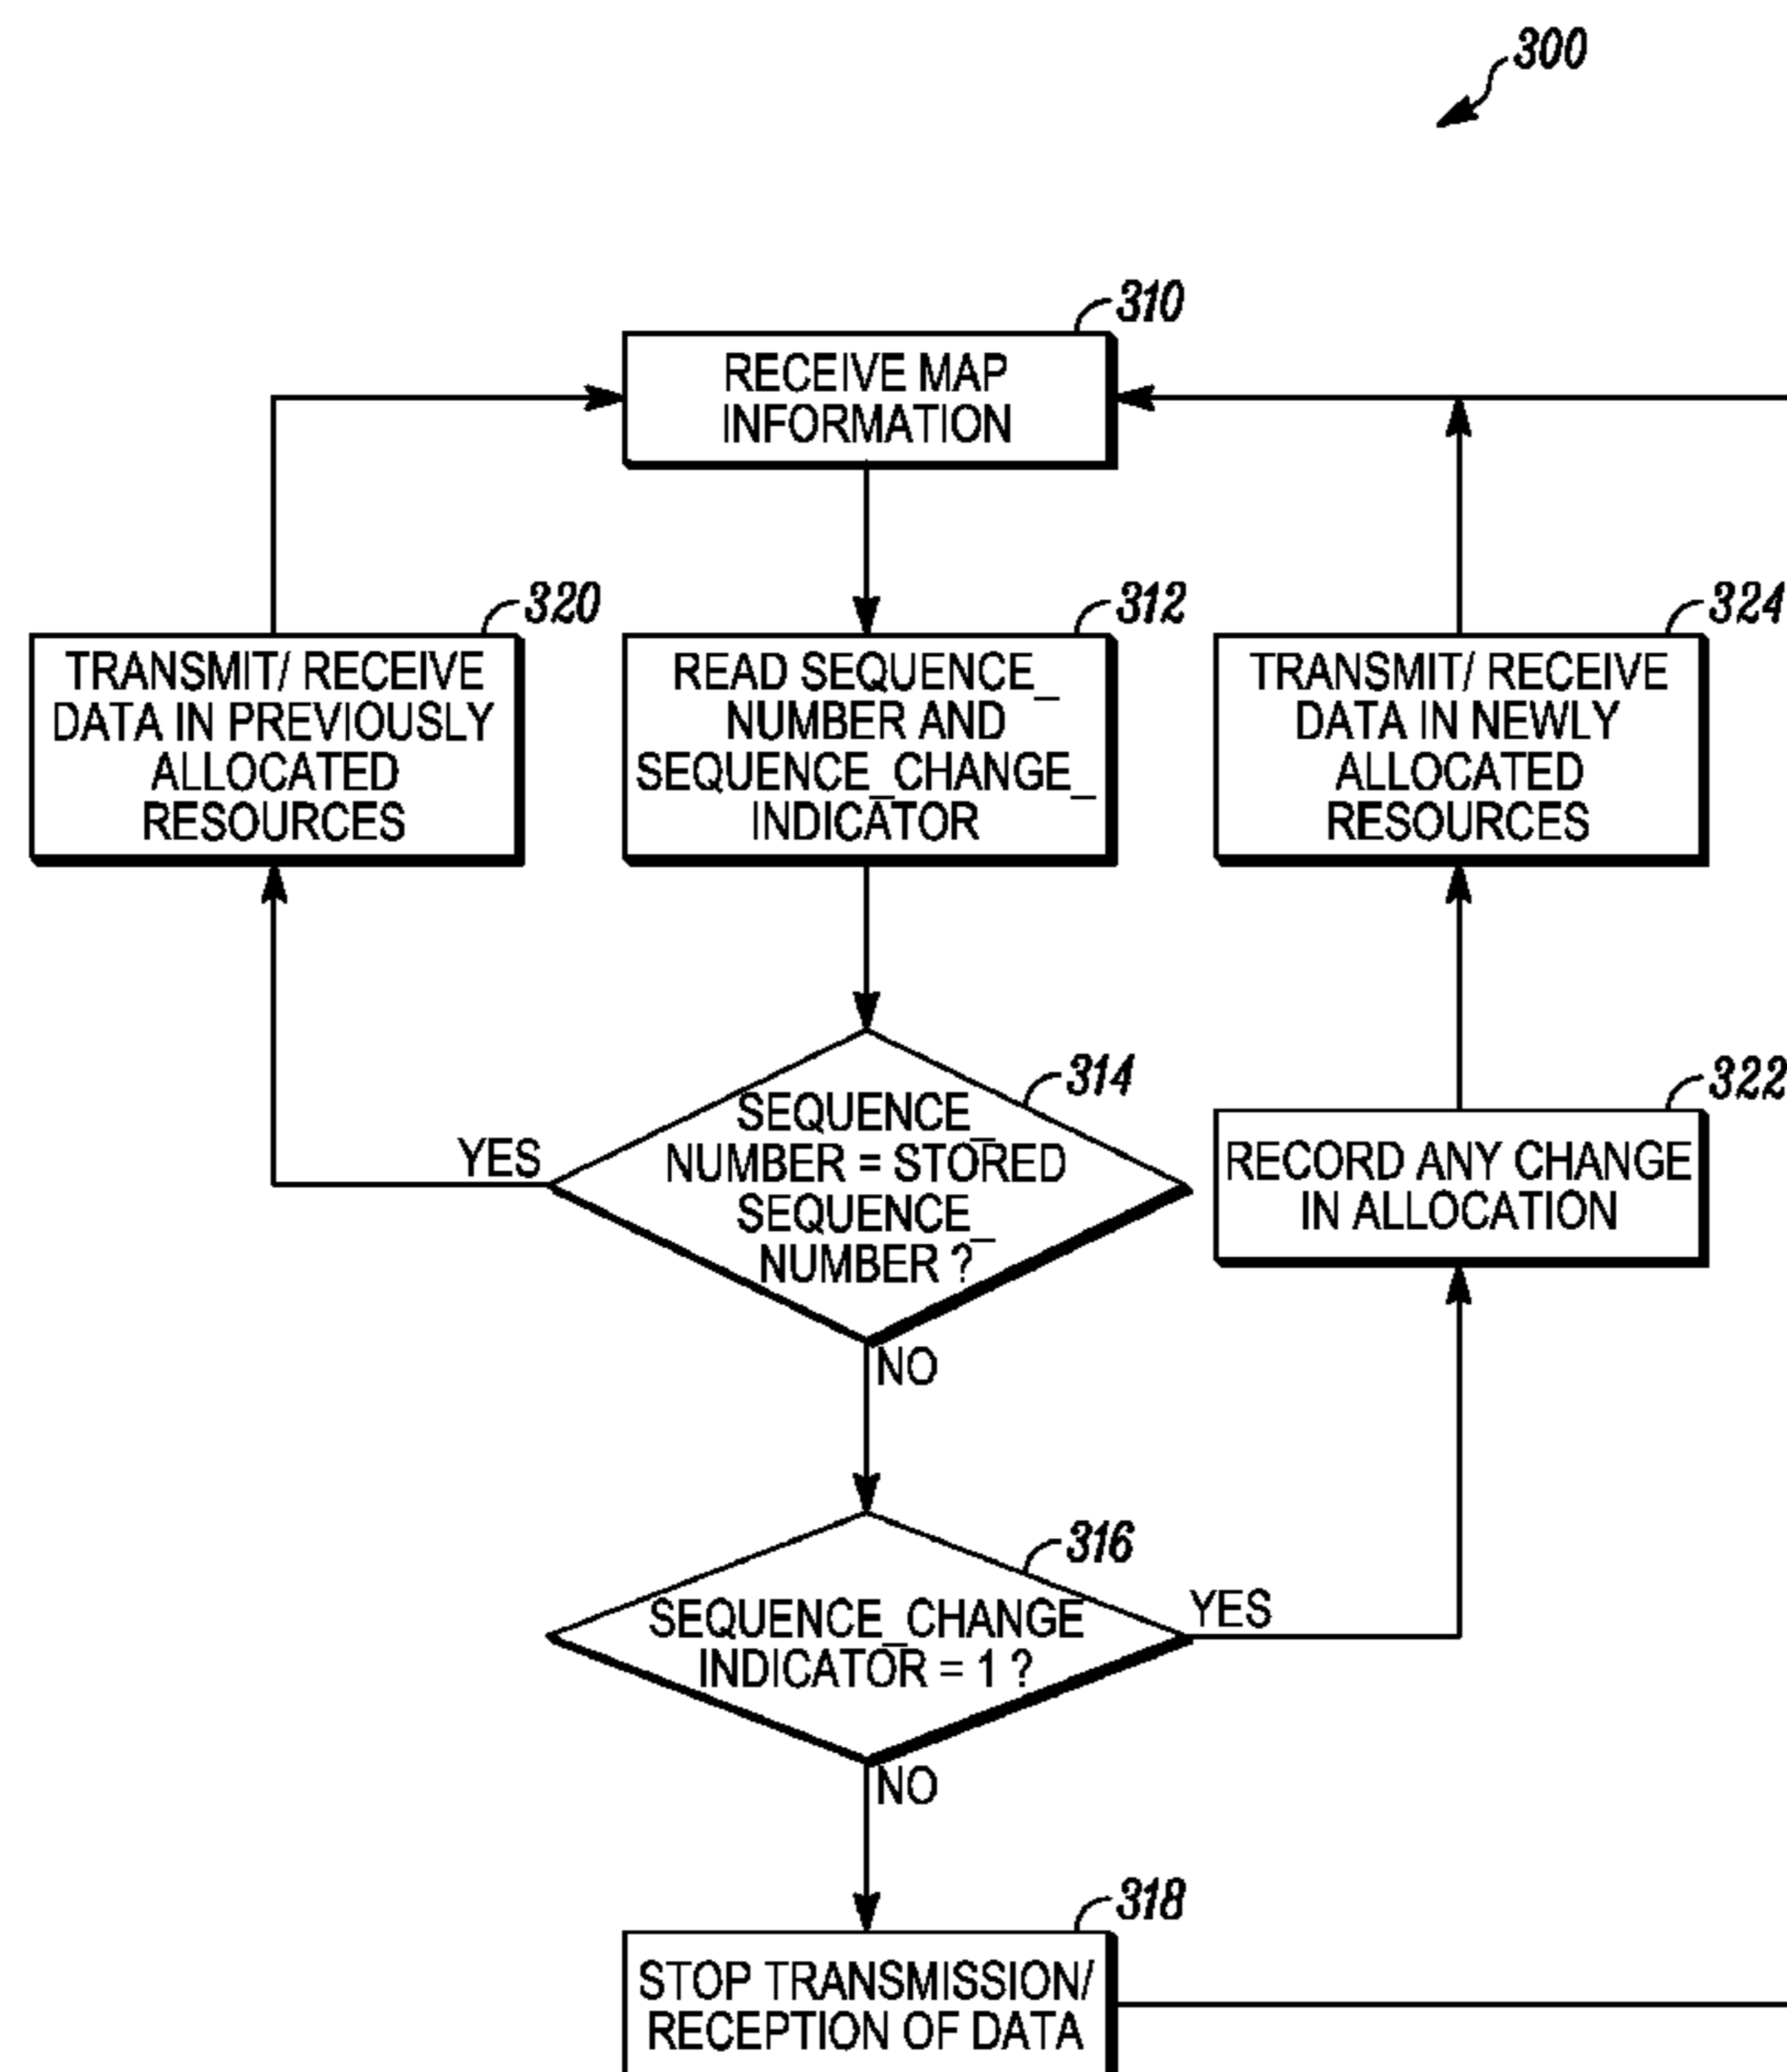 300
310
RECEIVE MAP
INFORMATION
320
TRANSMIT/ RECEIVE
DATA IN PREVIOUSLY
ALLOCATED
RESOURCES
312
READ SEQUENCE_
NUMBER AND
SEQUENCE_CHANGE_
INDICATOR
324
TRANSMIT/ RECEIVE
DATA IN NEWLY
ALLOCATED
RESOURCES
314
SEQUENCE_
NUMBER = STORED
SEQUENCE_
NUMBER ?
YES
NO
322
RECORD ANY CHANGE
IN ALLOCATION
316
SEQUENCE_CHANGE
INDICATOR = 1 ?
YES
NO
318
STOP TRANSMISSION/
RECEPTION OF DATA